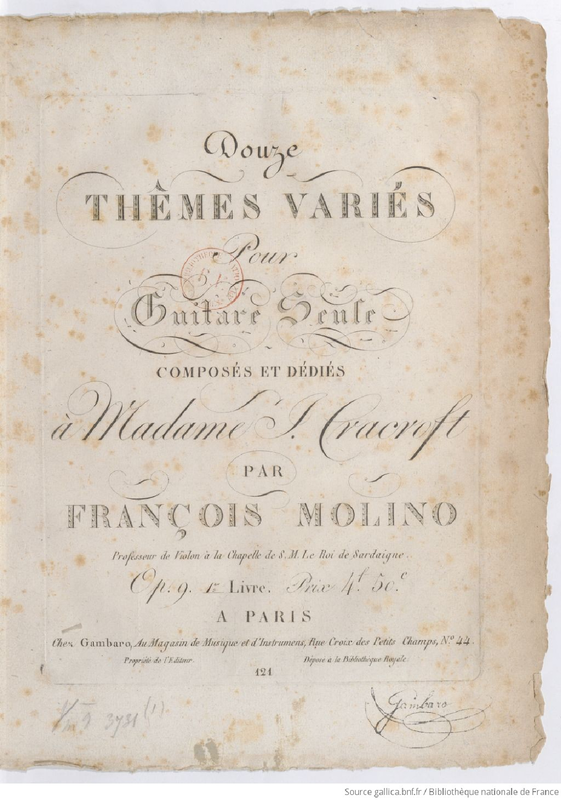 Douze
THÊMES VARIÉS
Pour
Guitare Seule
COMPOSÉS ET DÉDIÉS
à Madame J. Cracroft
PAR
FRANÇOIS MOLINO
Professeur de Violon à la Chapelle de S. M. Le Roi de Sardaigne.
Op. 9. 1r Livre. Prix 4f 50c.
A PARIS
Chez Gambaro, Au Magasin de Musique et d'Instrumens, Rue Croix des Petits Champs, No 44.
Propriété de l'Editeur.
Déposé à la Bibliothèque Royale.
121
Gambaro
3731 (1).
Source gallica.bnf.fr / Bibliothèque nationale de France